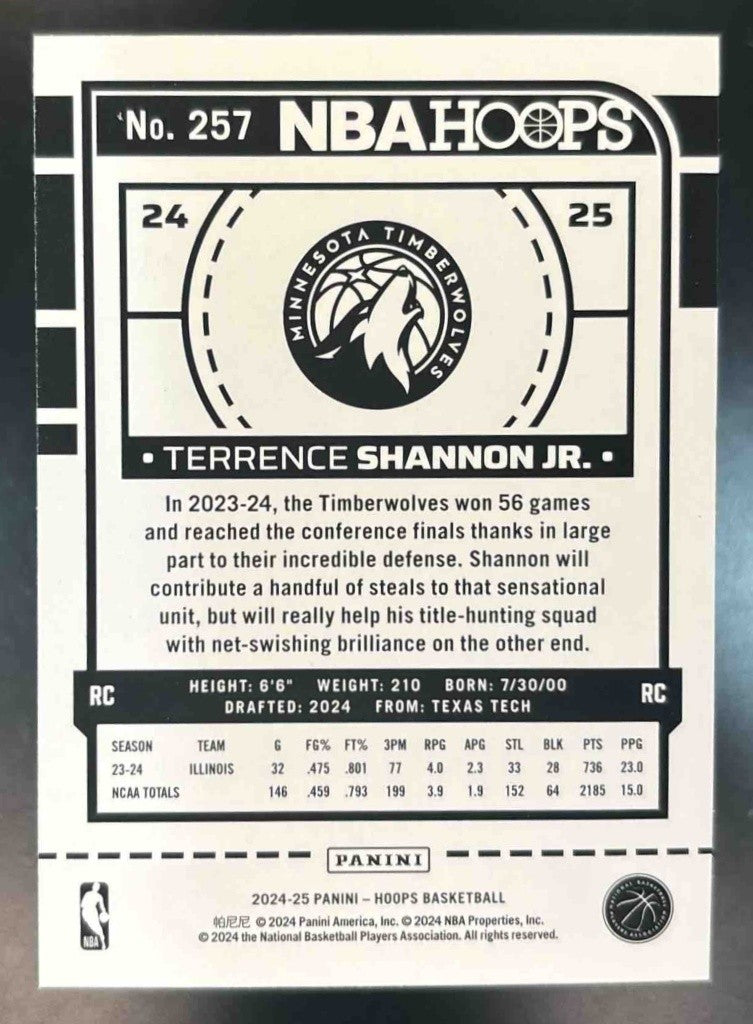 No. 257 NBA HOOPS
24 25
MINNESOTA TIMBERWOLVES
• TERRENCE SHANNON JR. •
In 2023-24, the Timberwolves won 56 games
and reached the conference finals thanks in large
part to their incredible defense. Shannon will
contribute a handful of steals to that sensational
unit, but will really help his title-hunting squad
with net-swishing brilliance on the other end.
RC HEIGHT: 6'6" WEIGHT: 210 BORN: 7/30/00 RC
DRAFTED: 2024 FROM: TEXAS TECH
SEASON TEAM G FG% FT% 3PM RPG APG STL BLK PTS PPG
23-24 ILLINOIS 32 .475 .801 77 4.0 2.3 33 28 736 23.0
NCAA TOTALS 146 .459 .793 199 3.9 1.9 152 64 2185 15.0
PANINI
2024-25 PANINI – HOOPS BASKETBALL
帕尼尼 © 2024 Panini America, Inc. © 2024 NBA Properties, Inc.
© 2024 the National Basketball Players Association. All rights reserved.
NBA
NATIONAL BASKETBALL PLAYERS ASSOCIATION